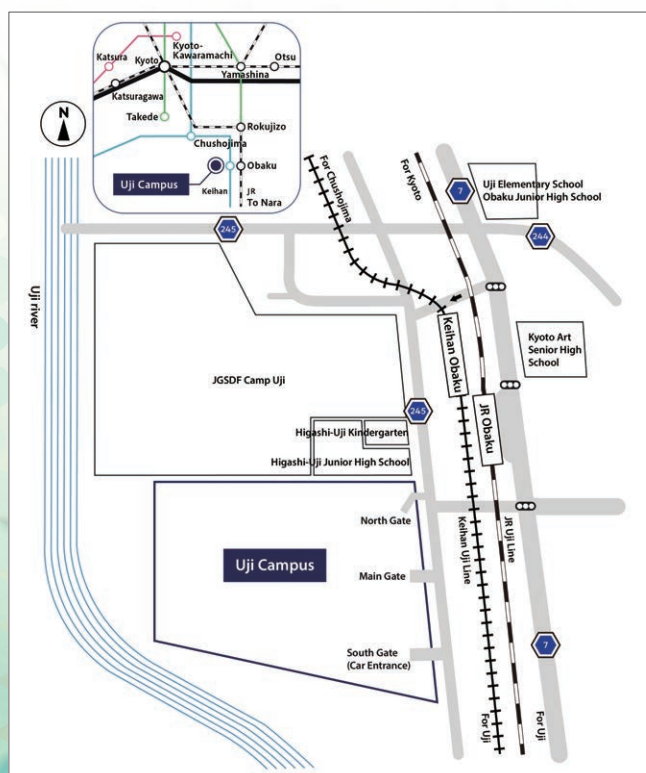 Katsura
Kyoto-
Kawaramachi
Kyoto
Otsu
Yamashina
Katsuragawa
Takede
Rokujizo
Chushojima
Obaku
Uji Campus
Keihan
JR
To Nara
N
For Chushojima
For Kyoto
7
Uji Elementary School
Obaku Junior High School
245
244
Uji river
Keihan Obaku
Kyoto Art
Senior High
School
JGSDF Camp Uji
245
JR Obaku
Higashi-Uji Kindergarten
Higashi-Uji Junior High School
North Gate
Keihan Uji Line
JR Uji Line
Uji Campus
Main Gate
South Gate
(Car Entrance)
7
For Uji
For Uji